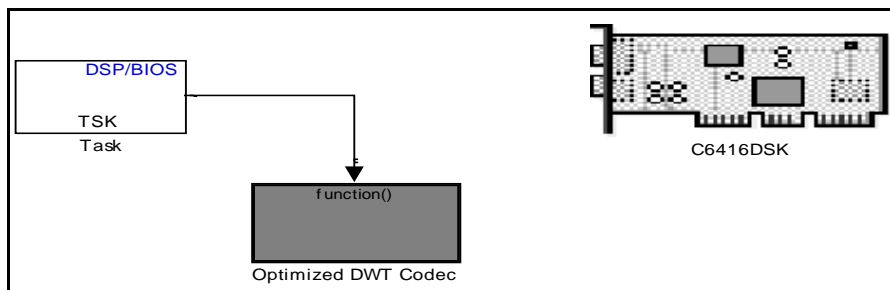 DSP/BIOS
TSK
Task
C6416DSK
function()
Optimized DWT Codec